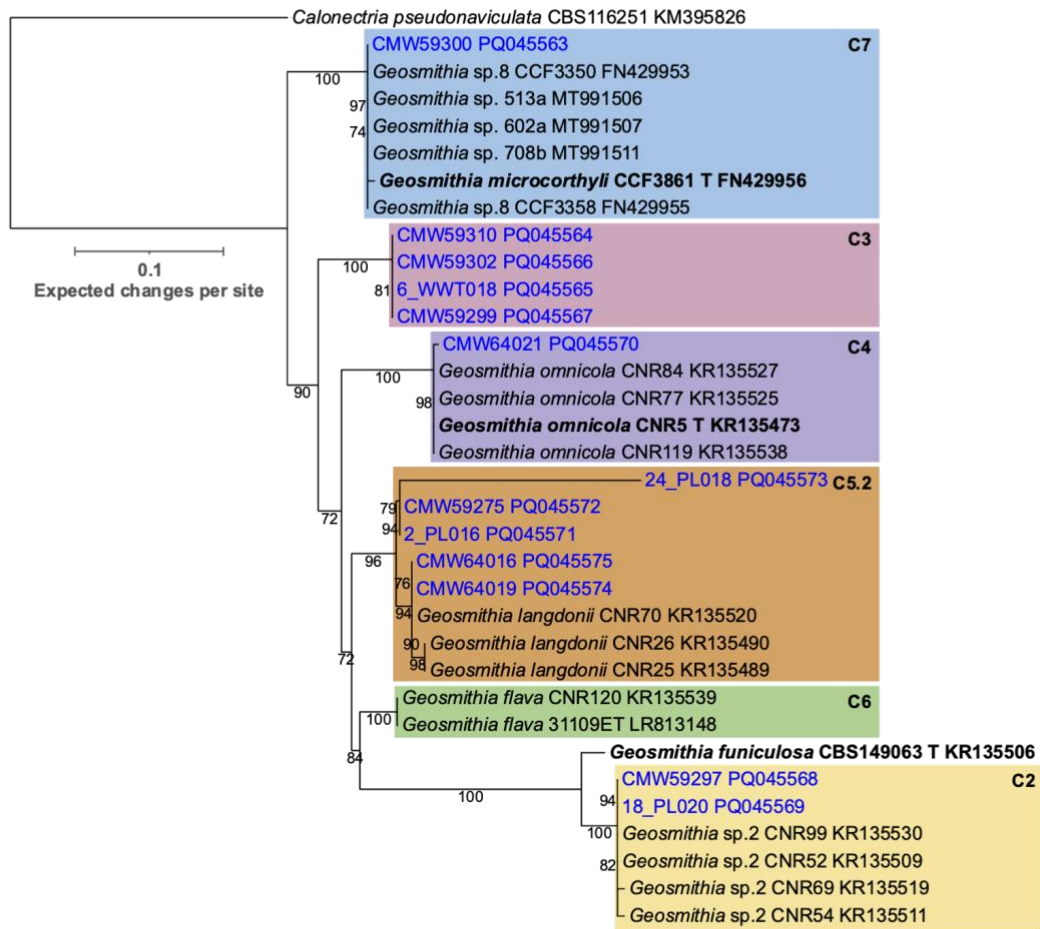 Calonectria pseudonaviculata CBS116251 KM395826
CMW59300 PQ045563 C7
100
Geosmithia sp.8 CCF3350 FN429953
97
Geosmithia sp. 513a MT991506
74
Geosmithia sp. 602a MT991507
Geosmithia sp. 708b MT991511
Geosmithia microcorthyli CCF3861 T FN429956
Geosmithia sp.8 CCF3358 FN429955
0.1
Expected changes per site
CMW59310 PQ045564 C3
100
CMW59302 PQ045566
81
6_WWT018 PQ045565
CMW59299 PQ045567
90
CMW64021 PQ045570 C4
100
Geosmithia omnicola CNR84 KR135527
98
Geosmithia omnicola CNR77 KR135525
Geosmithia omnicola CNR5 T KR135473
Geosmithia omnicola CNR119 KR135538
72
24_PL018 PQ045573 C5.2
79
CMW59275 PQ045572
94
2_PL016 PQ045571
96
CMW64016 PQ045575
76
CMW64019 PQ045574
94
Geosmithia langdonii CNR70 KR135520
90
Geosmithia langdonii CNR26 KR135490
98
Geosmithia langdonii CNR25 KR135489
72
Geosmithia flava CNR120 KR135539 C6
100
Geosmithia flava 31109ET LR813148
84
Geosmithia funiculosa CBS149063 T KR135506
100
CMW59297 PQ045568 C2
94
18_PL020 PQ045569
100
Geosmithia sp.2 CNR99 KR135530
82
Geosmithia sp.2 CNR52 KR135509
Geosmithia sp.2 CNR69 KR135519
Geosmithia sp.2 CNR54 KR135511